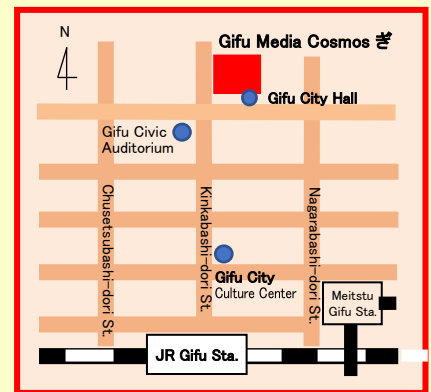 N
Gifu Media Cosmos ぎ
Gifu City Hall
Gifu Civic
Auditorium
Chusetsubashi-dori St.
Kinkabashi-dori St.
Nagarabashi-dori St.
Gifu City
Culture Center
Meitstu
Gifu Sta.
JR Gifu Sta.